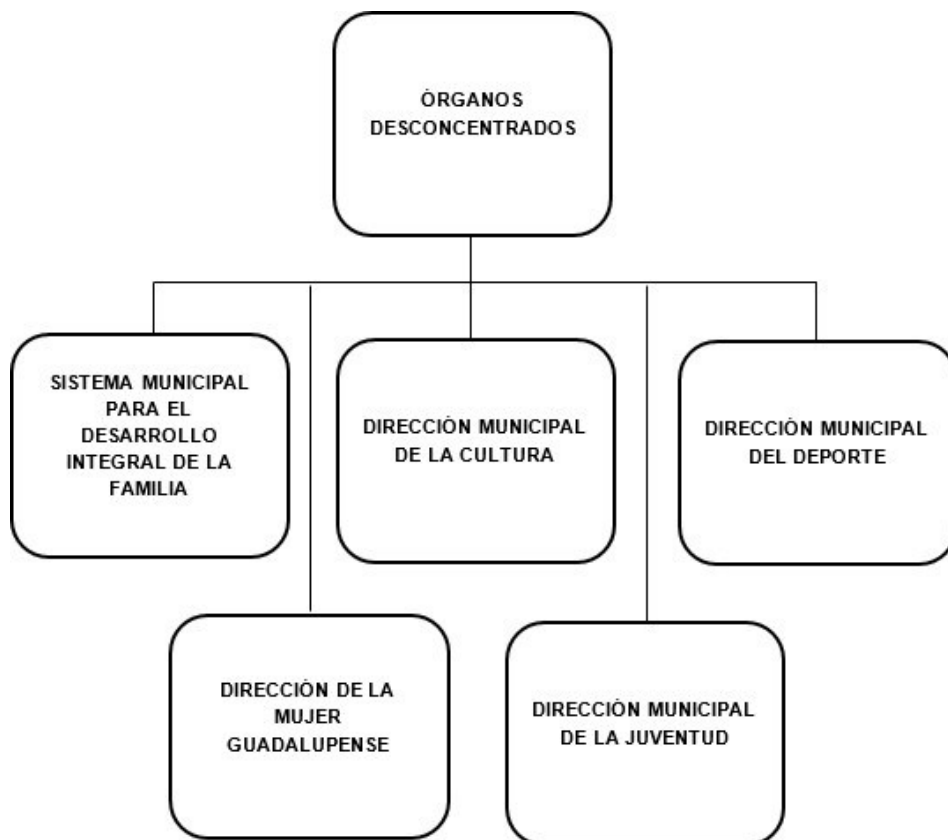 ÓRGANOS
DESCONCENTRADOS
SISTEMA MUNICIPAL
PARA EL
DESARROLLO
INTEGRAL DE LA
FAMILIA
DIRECCIÓN MUNICIPAL
DE LA CULTURA
DIRECCIÓN MUNICIPAL
DEL DEPORTE
DIRECCIÓN DE LA
MUJER
GUADALUPENSE
DIRECCIÓN MUNICIPAL
DE LA JUVENTUD